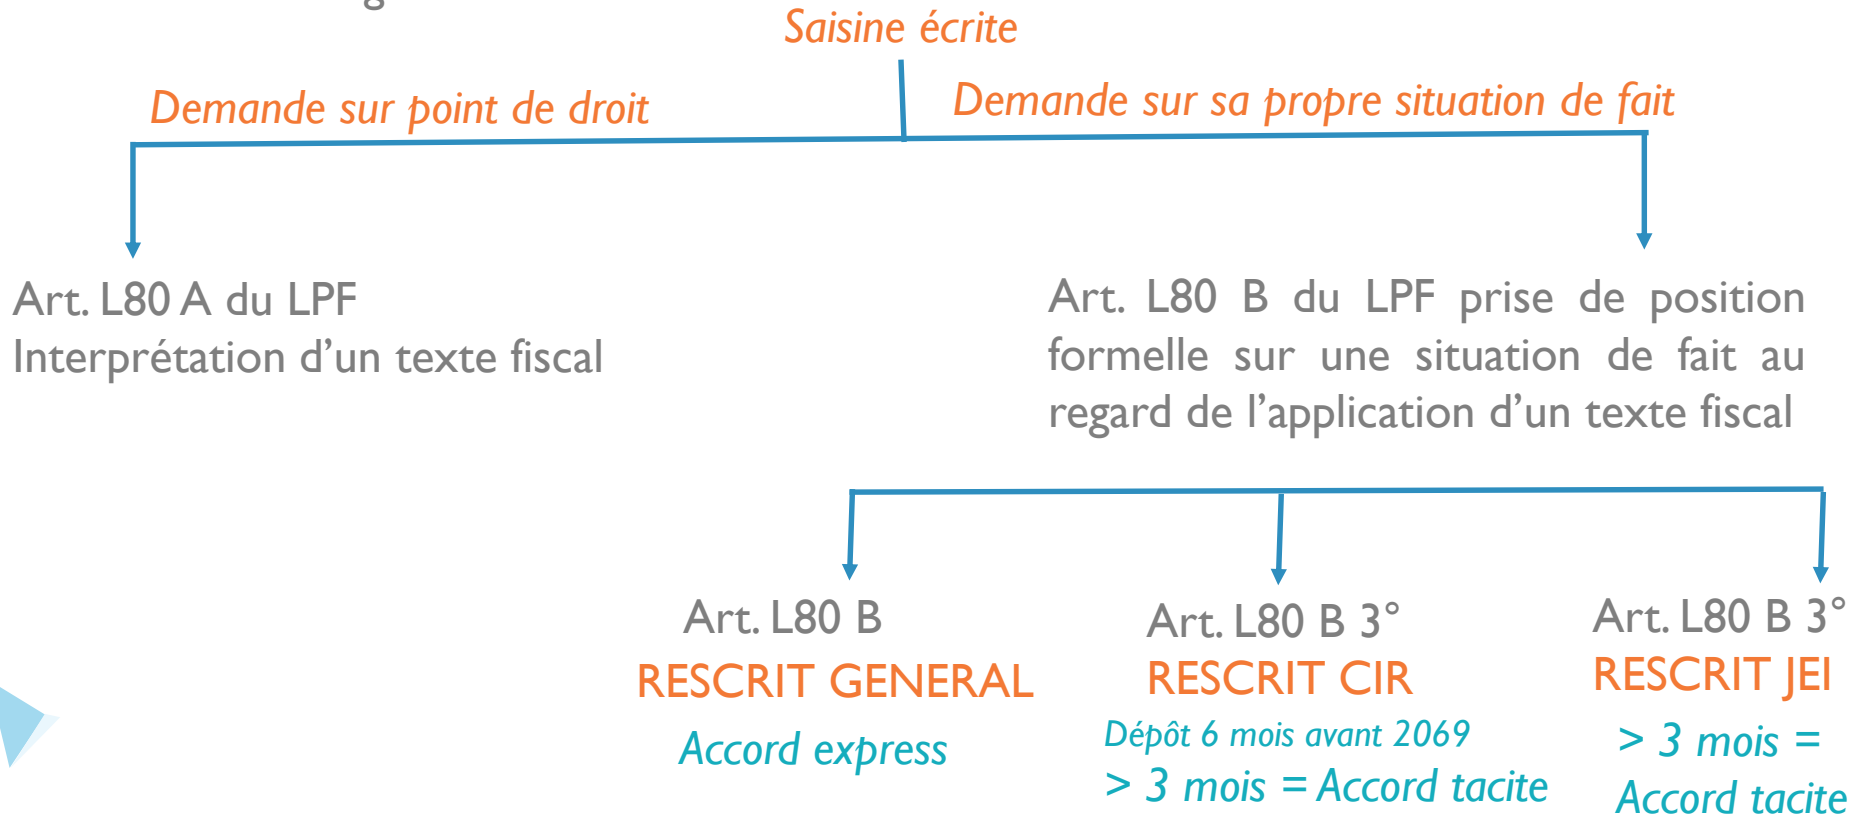 Saisine écrite
Demande sur point de droit
Demande sur sa propre situation de fait
Art. L80 A du LPF
Interprétation d’un texte fiscal
Art. L80 B du LPF prise de position
formelle sur une situation de fait au
regard de l’application d’un texte fiscal
Art. L80 B
RESCRIT GENERAL
Accord express
Art. L80 B 3°
RESCRIT CIR
Dépôt 6 mois avant 2069
> 3 mois = Accord tacite
Art. L80 B 3°
RESCRIT JEI
> 3 mois =
Accord tacite